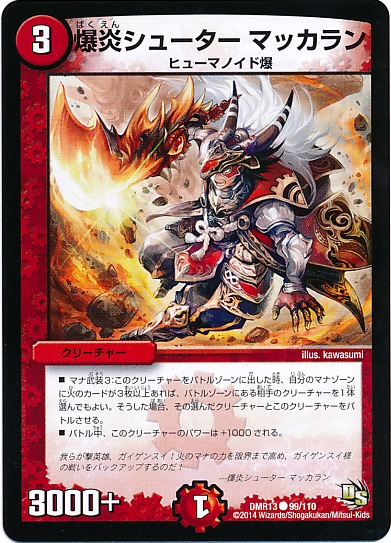 3
ばくえん
爆炎シューター マッカラン
ヒューマノイド爆
クリーチャー
illus. kawasumi
■ マナ武装3:このクリーチャーをバトルゾーンに出した時、自分のマナゾーン
に火のカードが3枚以上あれば、バトルゾーンにある相手のクリーチャーを1体
選んでもよい。そうした場合、その選んだクリーチャーとこのクリーチャーをバト
ルさせる。
■ バトル中、このクリーチャーのパワーは+1000される。
我らが撃英雄、ガイゲンスイ!火のマナの力を限界まで高め、ガイゲンスイ様
の戦いをバックアップするのだ!
―爆炎シューター マッカラン
3000+
1
DMR13 ● 99/110
©2014 Wizards/Shogakukan/Mitsui-Kids
DS